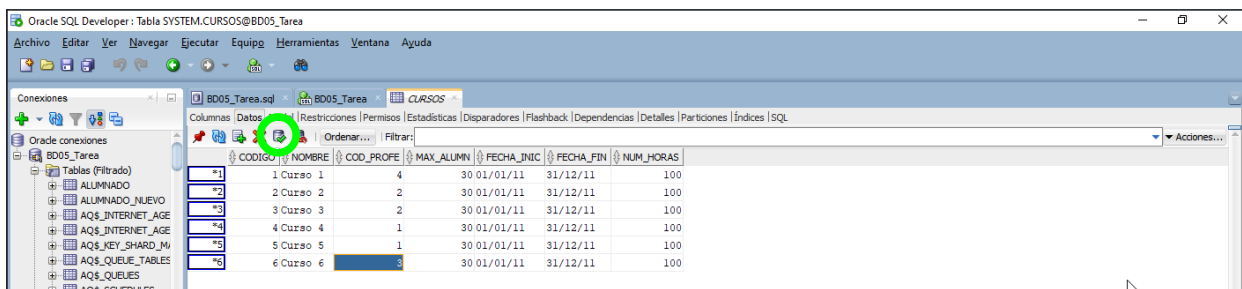 Oracle SQL Developer : Tabla SYSTEM.CURSOS@BD05_Tarea
Archivo Editar Ver Navegar Ejecutar Equipo Herramientas Ventana Ayuda
Conexiones
BD05_Tarea.sql BD05_Tarea CURSOS
Columnas Datos Restricciones Permisos Estadísticas Disparadores Flashback Dependencias Detalles Particiones Índices SQL
Ordenar... Filtrar: Acciones...
Oracle conexiones
BD05_Tarea
Tablas (Filtrado)
ALUMNADO
ALUMNADO_NUEVO
AQ$_INTERNET_AGE
AQ$_INTERNET_AGE
AQ$_KEY_SHARD_MA
AQ$_QUEUE_TABLES
AQ$_QUEUES
AQ$_SCHEDULES
CODIGO NOMBRE COD_PROFE MAX_ALUMN FECHA_INIC FECHA_FIN NUM_HORAS
*1 1 Curso 1 4 30 01/01/11 31/12/11 100
*2 2 Curso 2 2 30 01/01/11 31/12/11 100
*3 3 Curso 3 2 30 01/01/11 31/12/11 100
*4 4 Curso 4 1 30 01/01/11 31/12/11 100
*5 5 Curso 5 1 30 01/01/11 31/12/11 100
*6 6 Curso 6 3 30 01/01/11 31/12/11 100